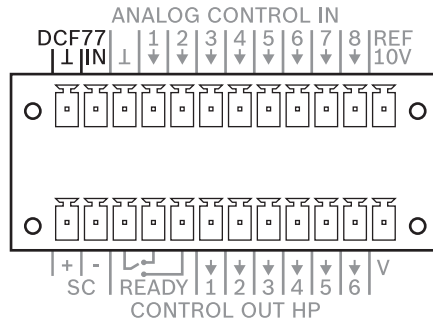 ANALOG CONTROL IN
DCF77 1 2 3 4 5 6 7 8 REF
⊥ IN ⊥ ↓ ↓ ↓ ↓ ↓ ↓ ↓ ↓ 10V
+ - ↓ ↓ ↓ ↓ ↓ ↓ V
SC READY 1 2 3 4 5 6
CONTROL OUT HP